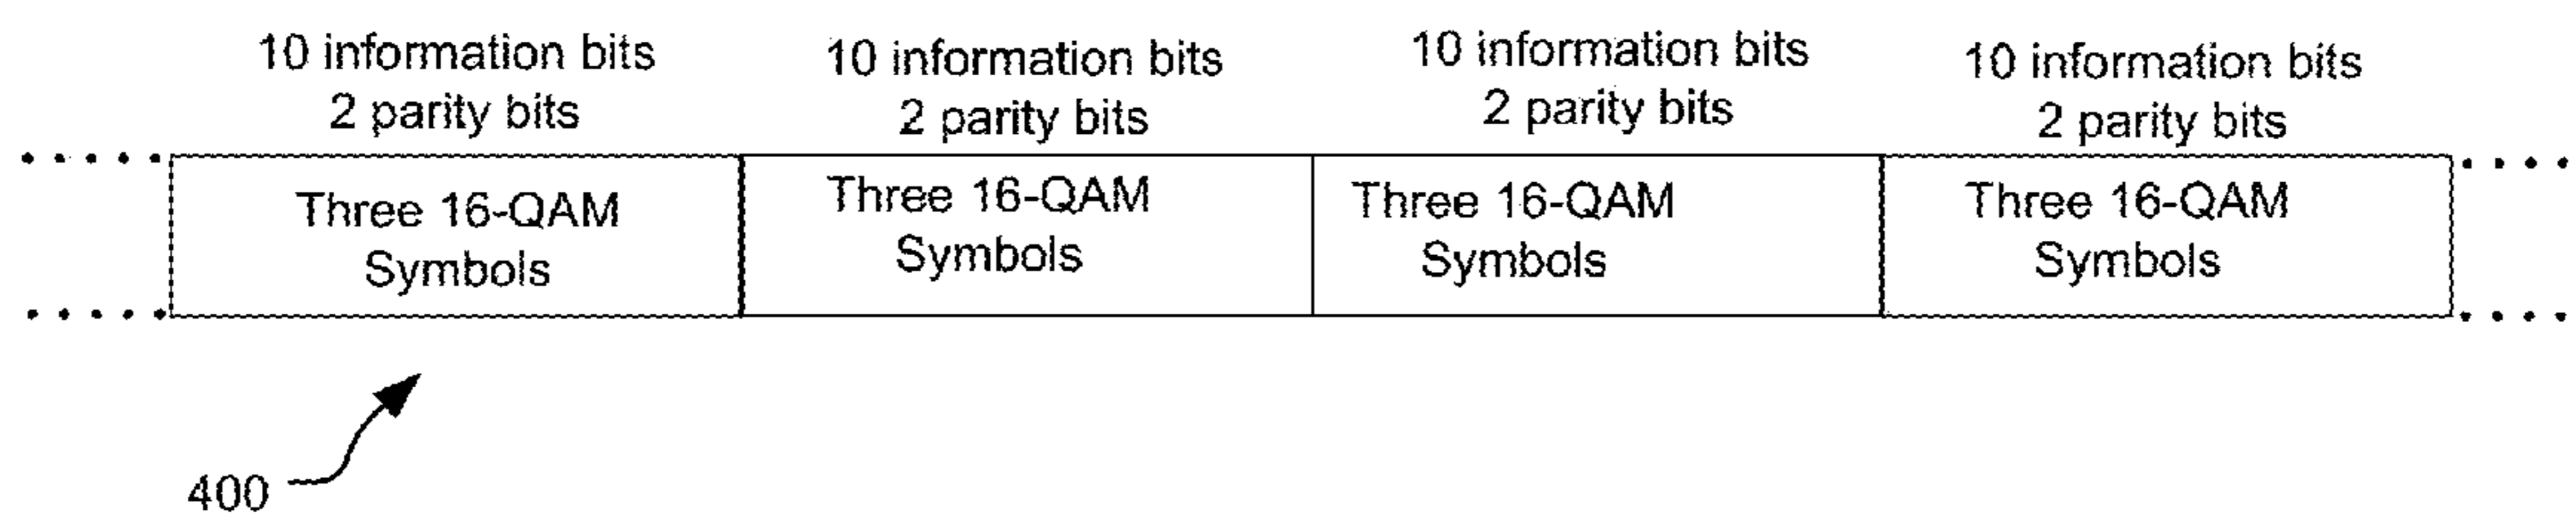 10 information bits
2 parity bits
10 information bits
2 parity bits
10 information bits
2 parity bits
10 information bits
2 parity bits
Three 16-QAM
Symbols
Three 16-QAM
Symbols
Three 16-QAM
Symbols
Three 16-QAM
Symbols
400